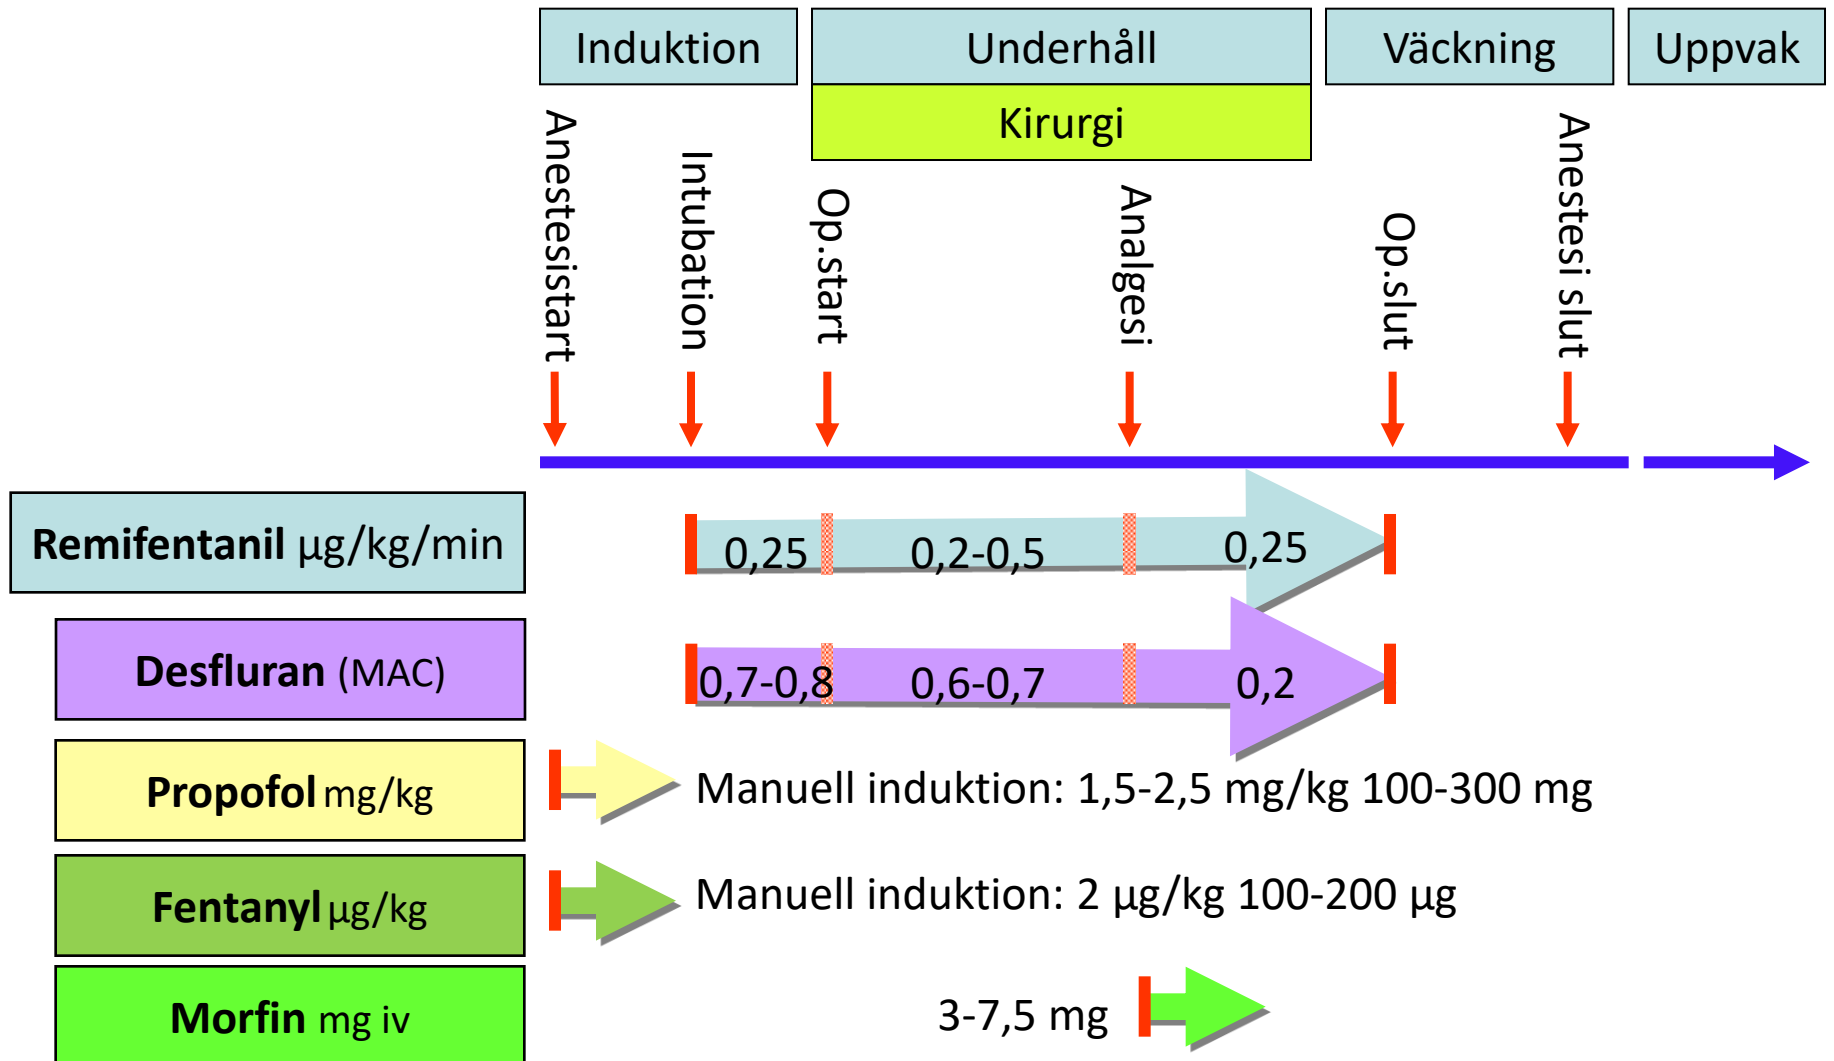 Induktion
Underhåll
Väckning
Uppvak
Kirurgi
Anestesistart
Intubation
Op.start
Analgesi
Op.slut
Anestesi slut
Remifentanil µg/kg/min
0,25
0,2-0,5
0,25
Desfluran (MAC)
0,7-0,8
0,6-0,7
0,2
Propofol mg/kg
Manuell induktion: 1,5-2,5 mg/kg 100-300 mg
Fentanyl µg/kg
Manuell induktion: 2 µg/kg 100-200 µg
Morfin mg iv
3-7,5 mg